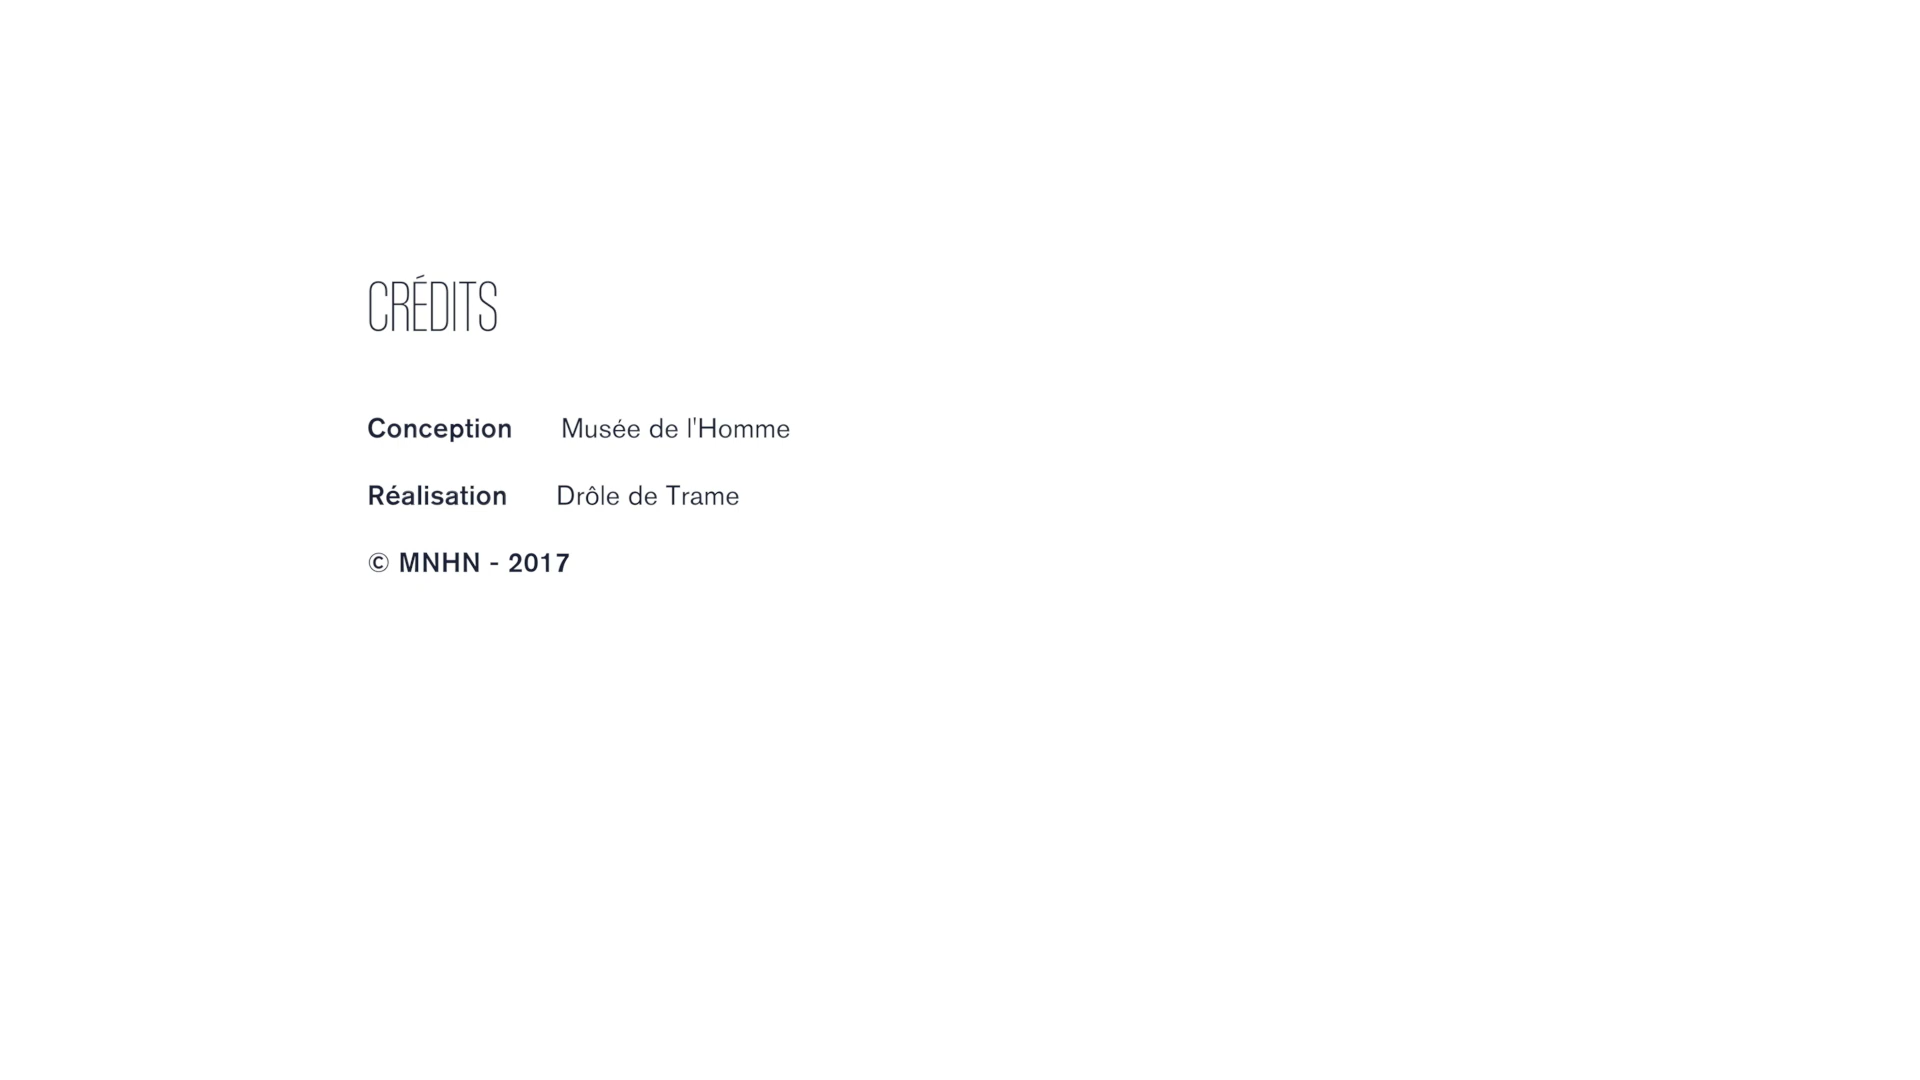 CRÉDITS
Conception Musée de l'Homme
Réalisation Drôle de Trame
© MNHN - 2017